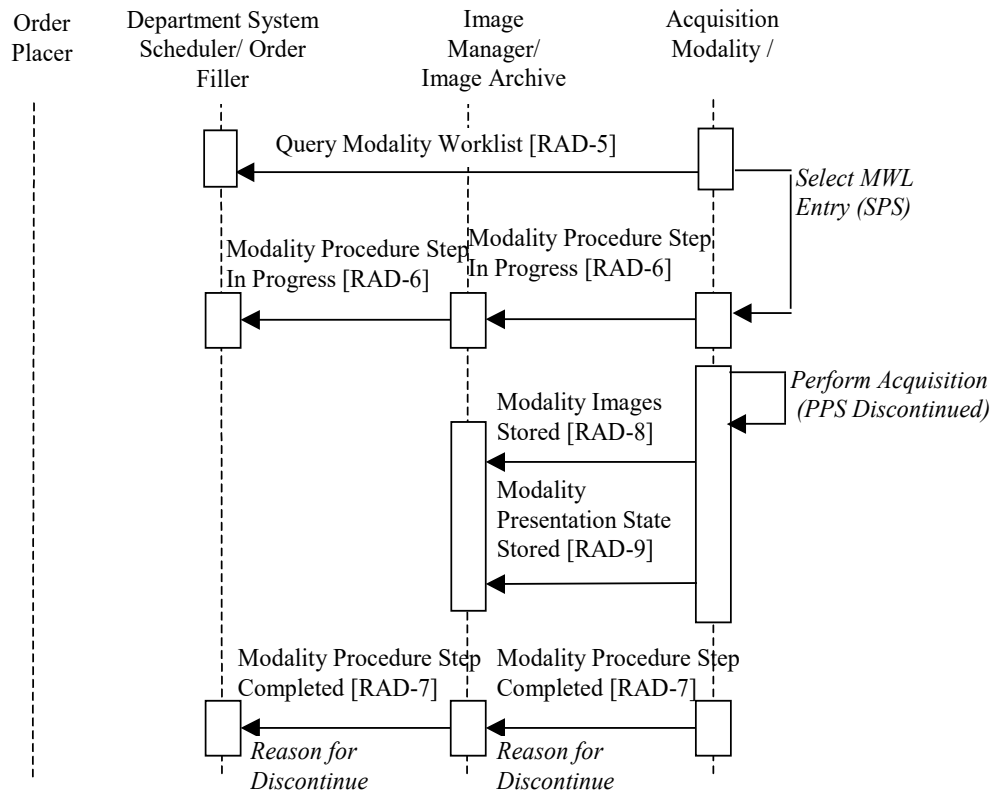 Order
Placer
Department System
Scheduler/ Order
Filler
Image
Manager/
Image Archive
Acquisition
Modality /
Query Modality Worklist [RAD-5]
Select MWL
Entry (SPS)
Modality Procedure Step
In Progress [RAD-6]
Modality Procedure Step
In Progress [RAD-6]
Perform Acquisition
(PPS Discontinued)
Modality Images
Stored [RAD-8]
Modality
Presentation State
Stored [RAD-9]
Modality Procedure Step
Completed [RAD-7]
Modality Procedure Step
Completed [RAD-7]
Reason for
Discontinue
Reason for
Discontinue